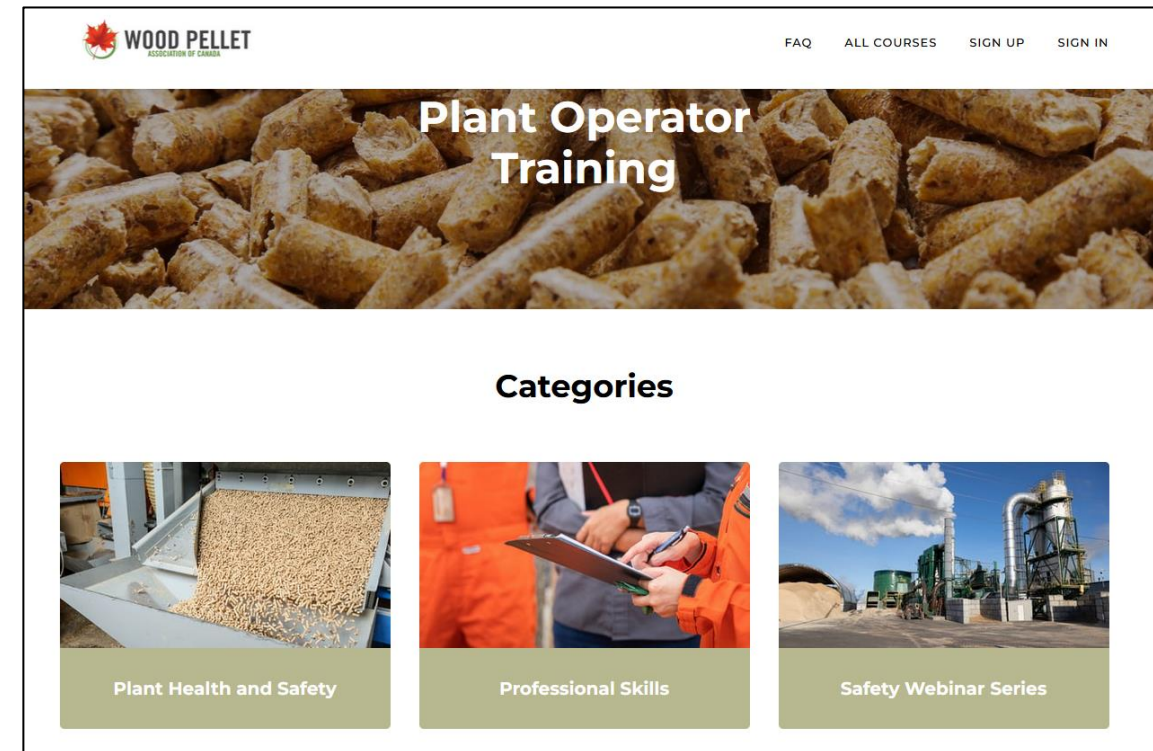 WOOD PELLET
ASSOCIATION OF CANADA
FAQ ALL COURSES SIGN UP SIGN IN
Plant Operator
Training
Categories
Plant Health and Safety
Professional Skills
Safety Webinar Series